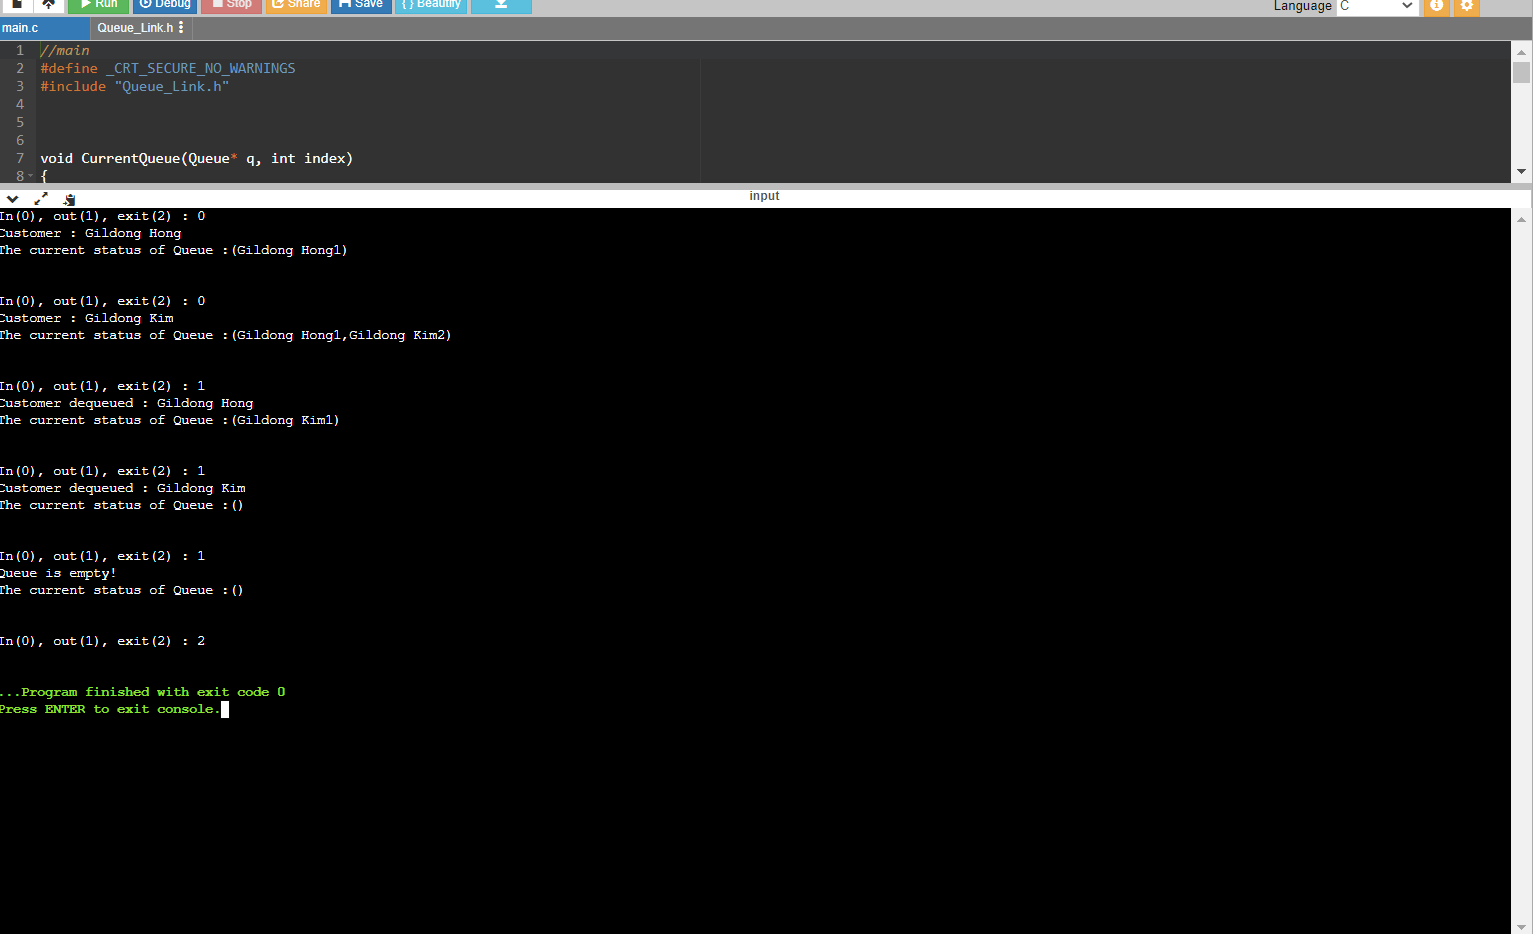 Run Debug Stop Share Save { } Beautify Language C
main.c Queue_Link.h
1 //main
2 #define _CRT_SECURE_NO_WARNINGS
3 #include "Queue_Link.h"
4
5
6
7 void CurrentQueue(Queue* q, int index)
8 {
input
In(0), out(1), exit(2) : 0
Customer : Gildong Hong
The current status of Queue :(Gildong Hong1)
In(0), out(1), exit(2) : 0
Customer : Gildong Kim
The current status of Queue :(Gildong Hong1,Gildong Kim2)
In(0), out(1), exit(2) : 1
Customer dequeued : Gildong Hong
The current status of Queue :(Gildong Kim1)
In(0), out(1), exit(2) : 1
Customer dequeued : Gildong Kim
The current status of Queue :()
In(0), out(1), exit(2) : 1
Queue is empty!
The current status of Queue :()
In(0), out(1), exit(2) : 2
...Program finished with exit code 0
Press ENTER to exit console.